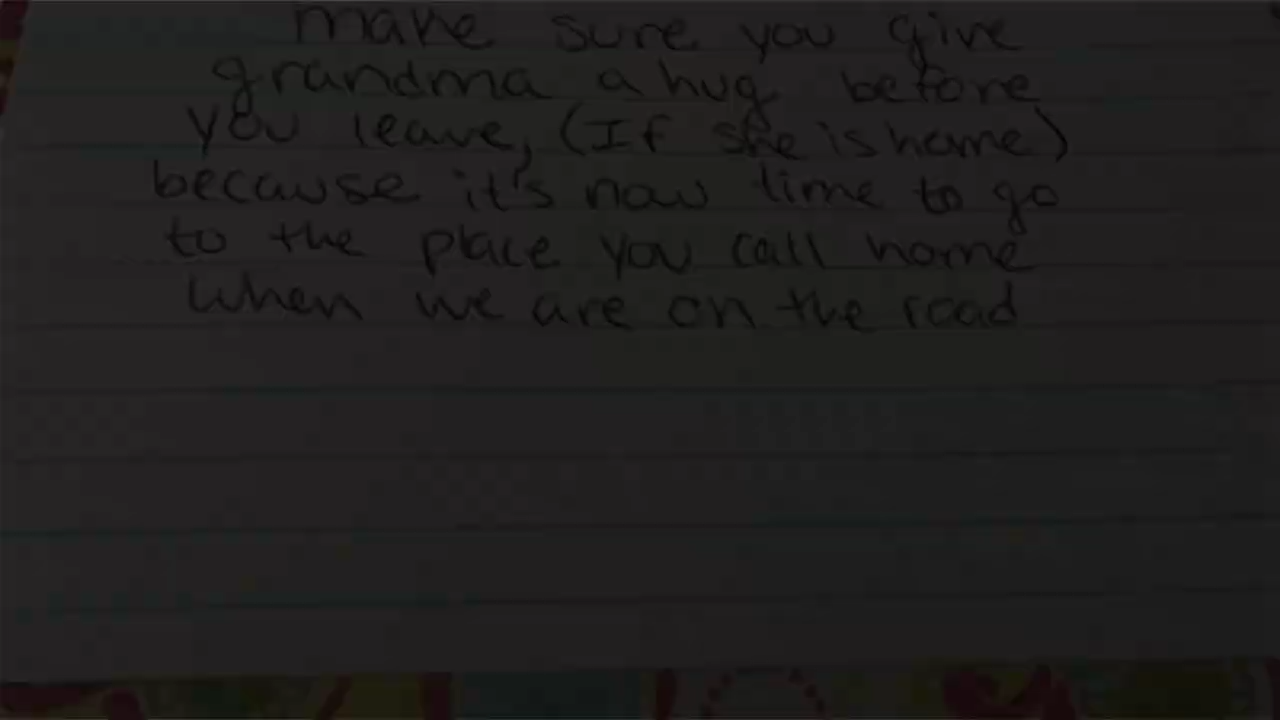 make sure you give
grandma a hug before
you leave, (If she is home)
because it's now time to go
to the place you call home
when we are on the road